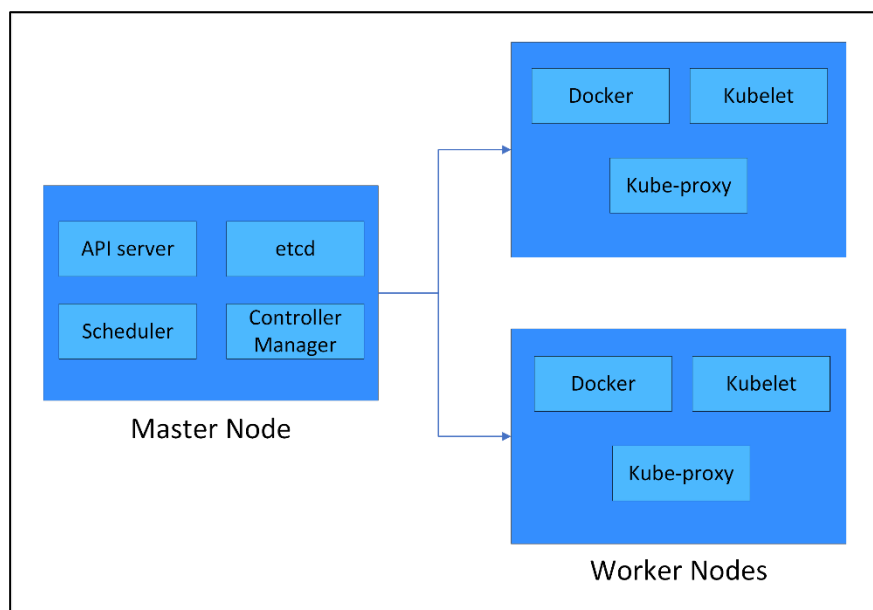 Docker
Kubelet
Kube-proxy
API server
etcd
Scheduler
Controller
Manager
Master Node
Docker
Kubelet
Kube-proxy
Worker Nodes